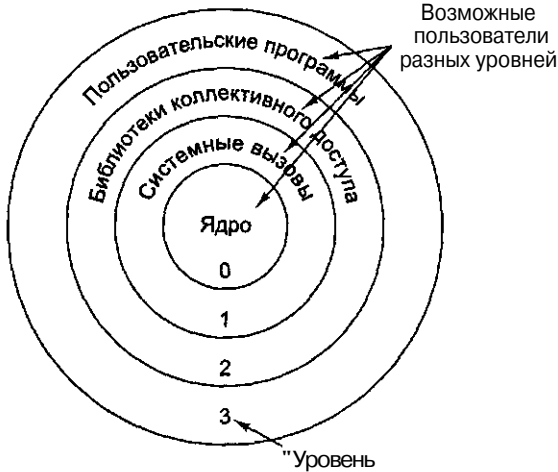 Возможные
пользователи
разных уровней
Пользовательские программы
Библиотеки коллективного доступа
Системные вызовы
Ядро
0
1
2
3
"Уровень